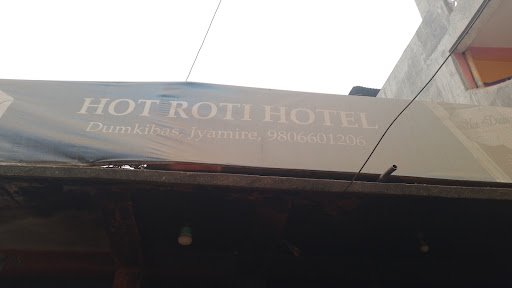 HOT ROTI HOTEL
Dumkibas, Jyamire, 9806601206